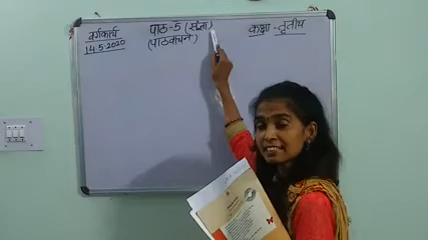 वर्गकार्य पाठ-5 (संज्ञा) कक्षा - तृतीय
14.5.2020 (पाठवाचन)